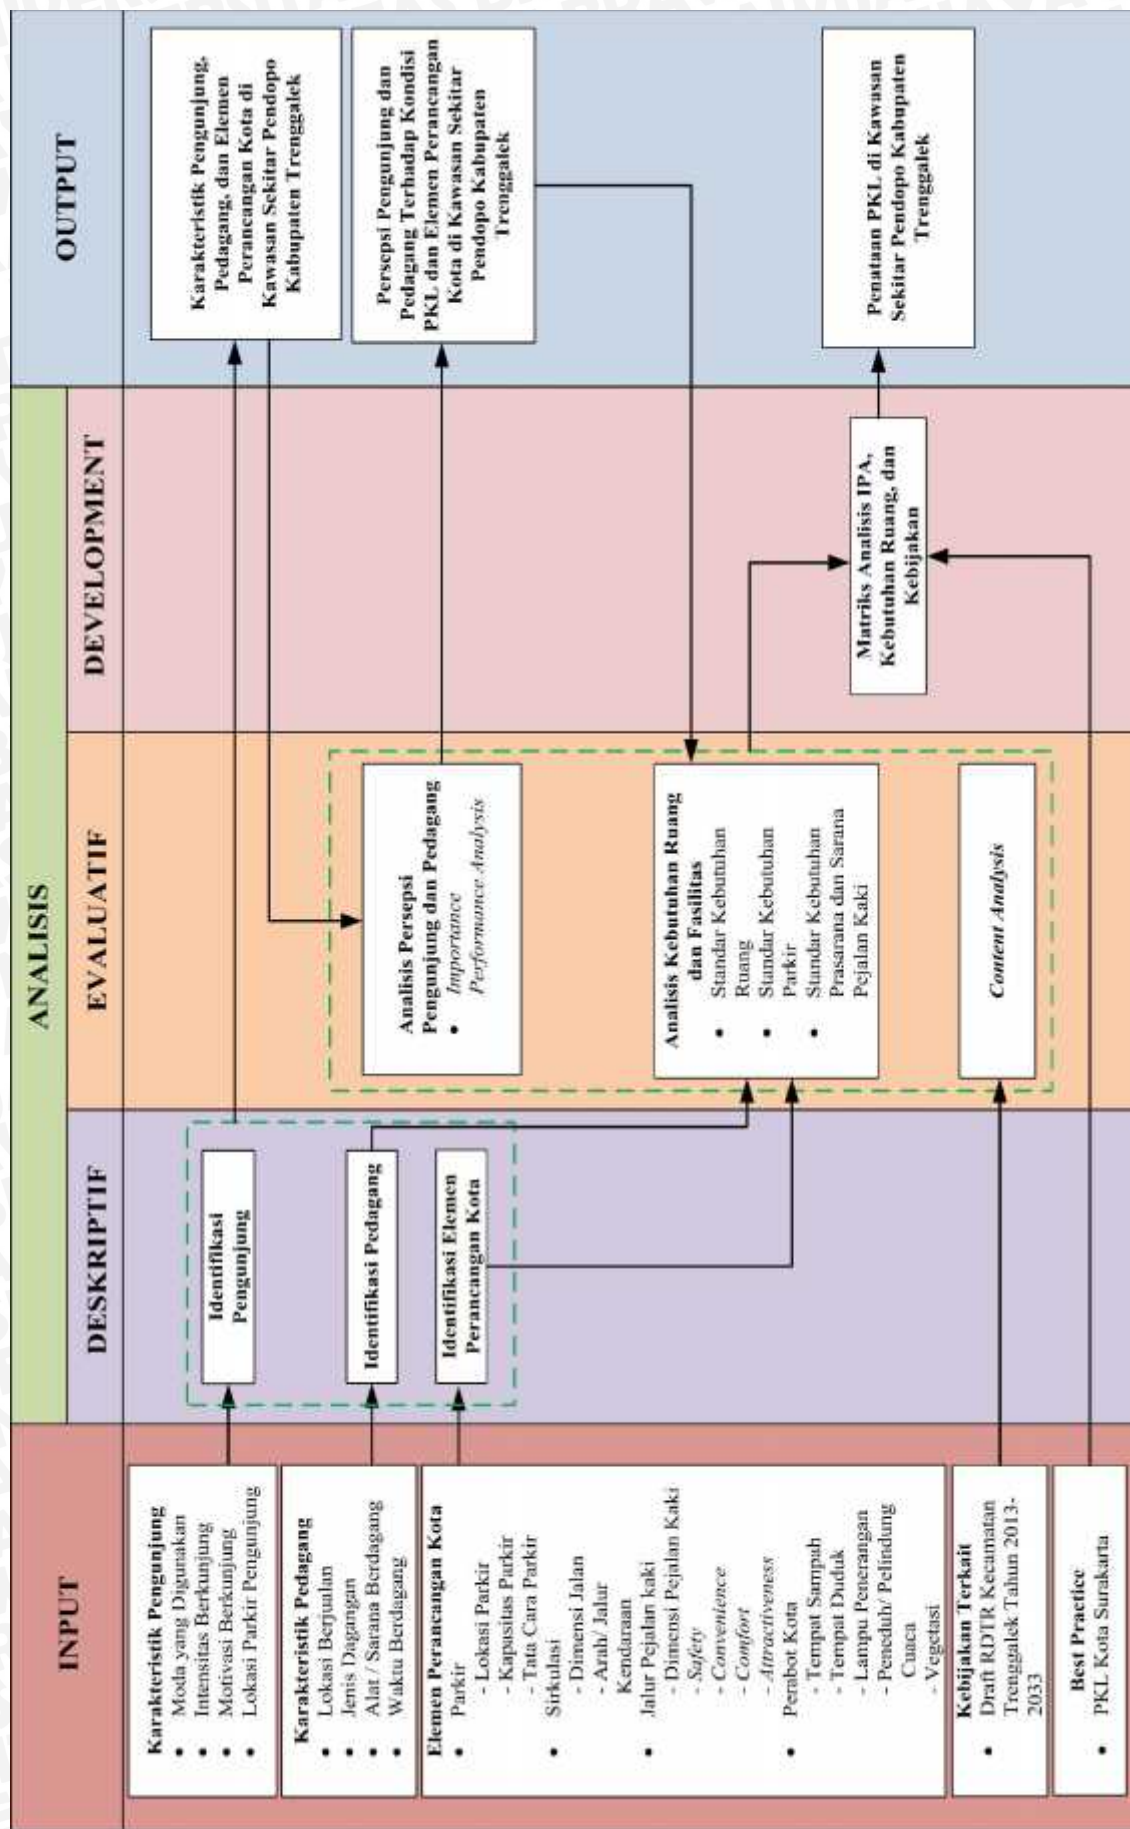 INPUT
ANALISIS
OUTPUT
DESKRIPTIF
EVALUATIF
DEVELOPMENT
Karakteristik Pengunjung
• Moda yang Digunakan
• Intensitas Berkunjung
• Motivasi Berkunjung
• Lokasi Parkir Pengunjung
Karakteristik Pedagang
• Lokasi Berjualan
• Jenis Dagangan
• Alat / Sarana Berdagang
• Waktu Berdagang
Elemen Perancangan Kota
• Parkir
- Lokasi Parkir
- Kapasitas Parkir
- Tata Cara Parkir
• Sirkulasi
- Dimensi Jalan
- Arah/ Jalur
Kendaraan
• Jalur Pejalan kaki
- Dimensi Pejalan Kaki
- Safety
- Convenience
- Comfort
- Attractiveness
• Perabot Kota
- Tempat Sampah
- Tempat Duduk
- Lampu Penerangan
- Peneduh/ Pelindung
Cuaca
- Vegetasi
Kebijakan Terkait
• Draft RDTR Kecamatan
Trenggalek Tahun 2013-
2033
Best Practice
• PKL Kota Surakarta
Identifikasi
Pengunjung
Identifikasi Pedagang
Identifikasi Elemen
Perancangan Kota
Analisis Persepsi
Pengunjung dan Pedagang
• Importance
Performance Analysis
Analisis Kebutuhan Ruang
dan Fasilitas
• Standar Kebutuhan
Ruang
• Standar Kebutuhan
Parkir
• Standar Kebutuhan
Prasarana dan Sarana
Pejalan Kaki
Content Analysis
Matriks Analisis IPA,
Kebutuhan Ruang, dan
Kebijakan
Karakteristik Pengunjung,
Pedagang, dan Elemen
Perancangan Kota di
Kawasan Sekitar Pendopo
Kabupaten Trenggalek
Persepsi Pengunjung dan
Pedagang Terhadap Kondisi
PKL dan Elemen Perancangan
Kota di Kawasan Sekitar
Pendopo Kabupaten
Trenggalek
Penataan PKL di Kawasan
Sekitar Pendopo Kabupaten
Trenggalek